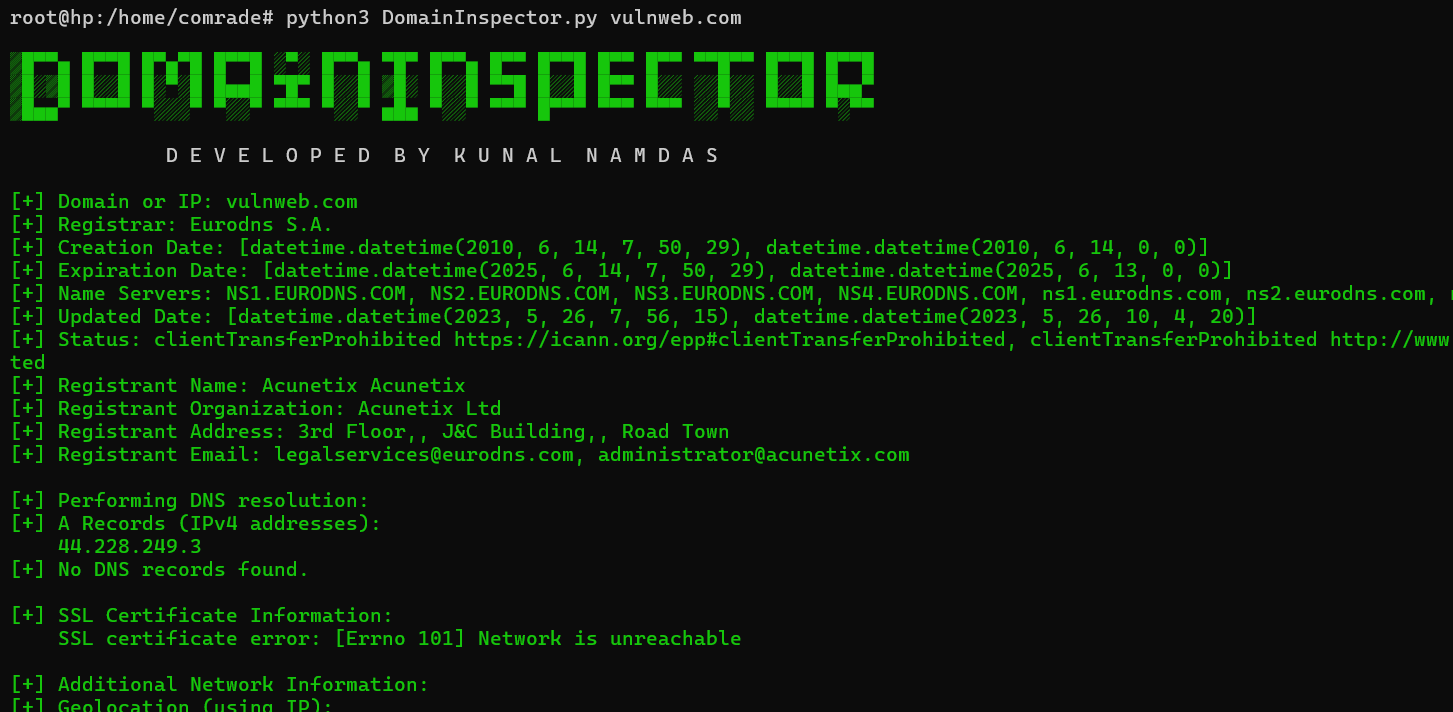 root@hp:/home/comrade# python3 DomainInspector.py vulnweb.com
DOMAINInSPECTOR
D E V E L O P E D  B Y  K U N A L  N A M D A S
[+] Domain or IP: vulnweb.com
[+] Registrar: Eurodns S.A.
[+] Creation Date: [datetime.datetime(2010, 6, 14, 7, 50, 29), datetime.datetime(2010, 6, 14, 0, 0)]
[+] Expiration Date: [datetime.datetime(2025, 6, 14, 7, 50, 29), datetime.datetime(2025, 6, 13, 0, 0)]
[+] Name Servers: NS1.EURODNS.COM, NS2.EURODNS.COM, NS3.EURODNS.COM, NS4.EURODNS.COM, ns1.eurodns.com, ns2.eurodns.com,
[+] Updated Date: [datetime.datetime(2023, 5, 26, 7, 56, 15), datetime.datetime(2023, 5, 26, 10, 4, 20)]
[+] Status: clientTransferProhibited https://icann.org/epp#clientTransferProhibited, clientTransferProhibited http://www
ted
[+] Registrant Name: Acunetix Acunetix
[+] Registrant Organization: Acunetix Ltd
[+] Registrant Address: 3rd Floor,, J&C Building,, Road Town
[+] Registrant Email: legalservices@eurodns.com, administrator@acunetix.com
[+] Performing DNS resolution:
[+] A Records (IPv4 addresses):
44.228.249.3
[+] No DNS records found.
[+] SSL Certificate Information:
SSL certificate error: [Errno 101] Network is unreachable
[+] Additional Network Information:
[+] Geolocation (using IP):